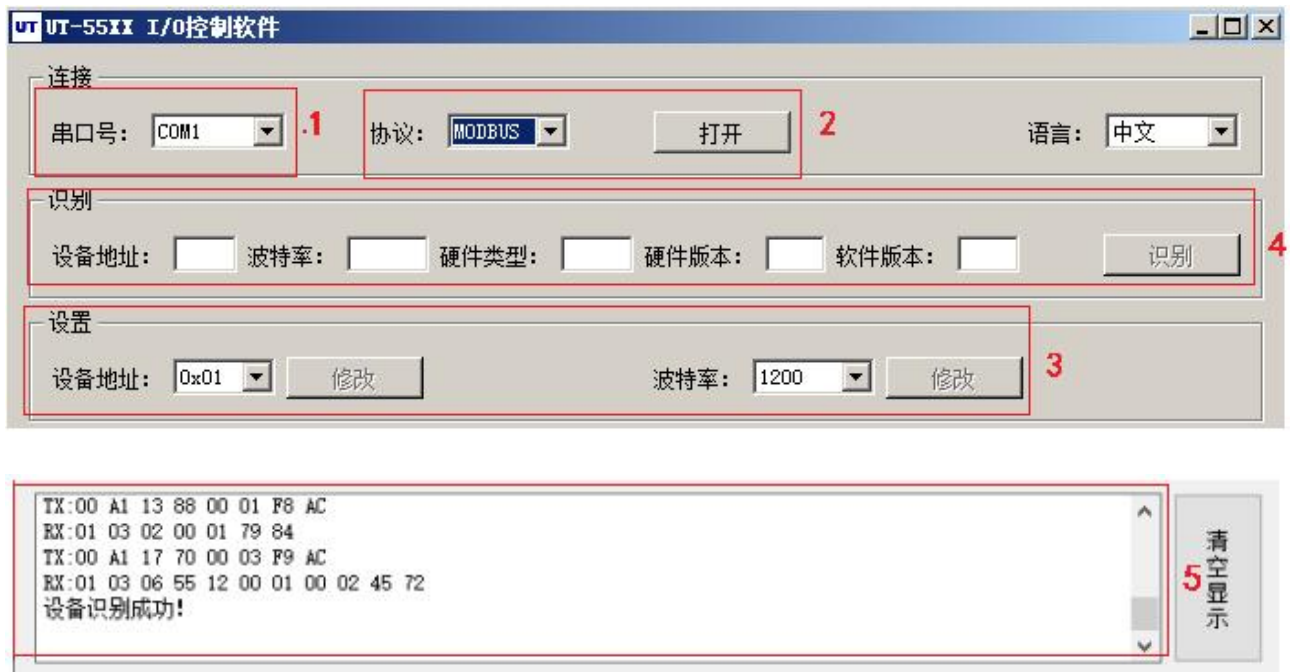 UT UT-55XX I/O控制软件
连接
串口号: COM1 .1 协议: MODBUS 打开 2 语言: 中文
识别
设备地址: 波特率: 硬件类型: 硬件版本: 软件版本: 识别 4
设置
设备地址: 0x01 修改 波特率: 1200 修改 3
TX:00 A1 13 88 00 01 F8 AC
RX:01 03 02 00 01 79 84
TX:00 A1 17 70 00 03 F9 AC
RX:01 03 06 55 12 00 01 00 02 45 72
设备识别成功!
5
清空显示